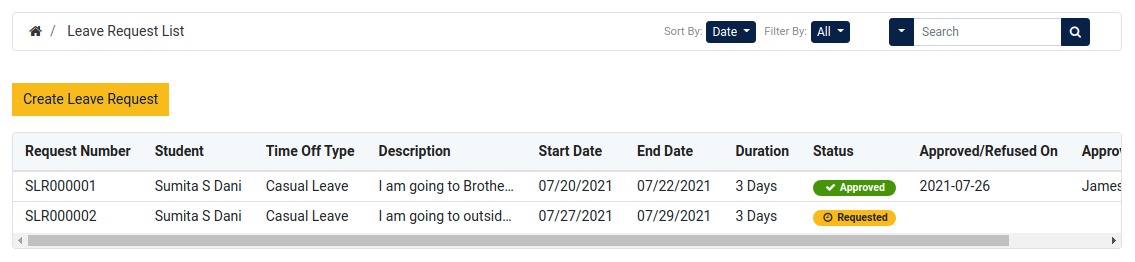 / Leave Request List Sort By: Date Filter By: All Search
Create Leave Request
Request Number Student Time Off Type Description Start Date End Date Duration Status Approved/Refused On Approv
SLR000001 Sumita S Dani Casual Leave I am going to Brothe... 07/20/2021 07/22/2021 3 Days Approved 2021-07-26 James
SLR000002 Sumita S Dani Casual Leave I am going to outsid... 07/27/2021 07/29/2021 3 Days Requested